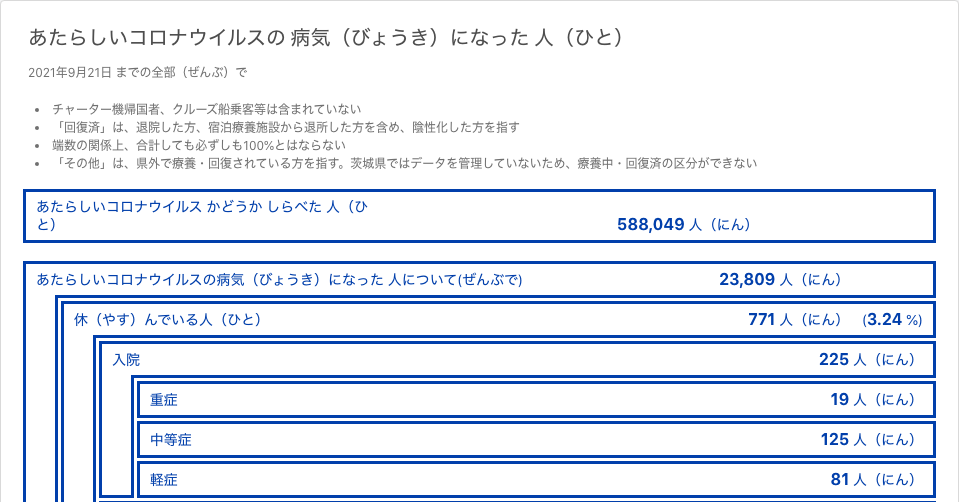 あたらしいコロナウイルスの 病気（びょうき）になった 人（ひと）
2021年9月21日 までの全部（ぜんぶ）で
• チャーター機帰国者、クルーズ船乗客等は含まれていない
• 「回復済」は、退院した方、宿泊療養施設から退所した方を含め、陰性化した方を指す
• 端数の関係上、合計しても必ずしも100%とはならない
• 「その他」は、県外で療養・回復されている方を指す。茨城県ではデータを管理していないため、療養中・回復済の区分ができない
あたらしいコロナウイルス かどうか しらべた 人（ひ
と） 588,049 人（にん）
あたらしいコロナウイルスの病気（びょうき）になった 人について(ぜんぶで) 23,809 人（にん）
休（やす）んでいる人（ひと） 771 人（にん） (3.24 %)
入院 225 人（にん）
重症 19 人（にん）
中等症 125 人（にん）
軽症 81 人（にん）